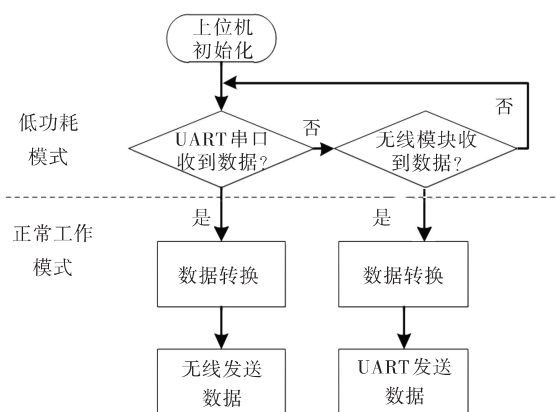 上位机
初始化
低功耗
模式
UART串口
收到数据?
否
无线模块收
到数据?
否
正常工作
模式
是
是
数据转换
数据转换
无线发送
数据
UART发送
数据